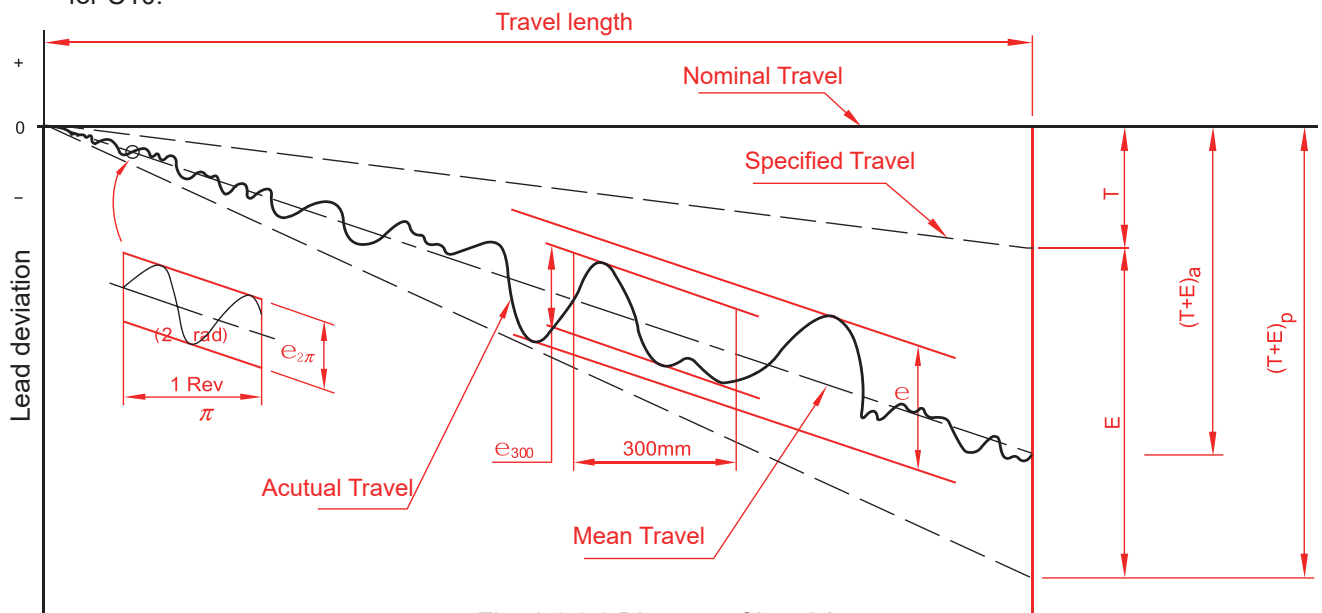 Travel length
+
Nominal Travel
0
Specified Travel
T
−
(T+E)a
(T+E)p
Lead deviation
(2 rad)
e2π
1 Rev
π
e
E
e300
300mm
Acutual Travel
Mean Travel